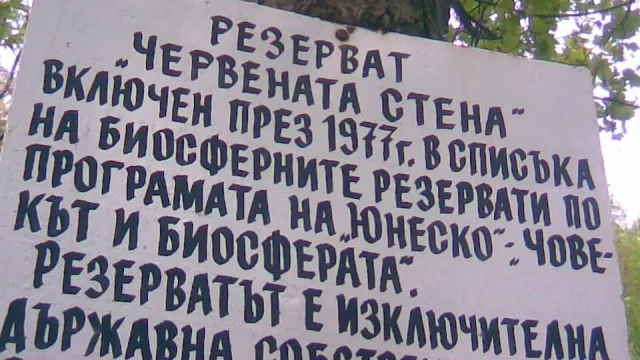 РЕЗЕРВАТ
„ЧЕРВЕНАТА СТЕНА"
ВКЛЮЧЕН ПРЕЗ 1977г. В СПИСЪКА
НА БИОСФЕРНИТЕ РЕЗЕРВАТИ ПО
ПРОГРАМАТА НА „ЮНЕСКО"-„ЧОВЕ-
КЪТ И БИОСФЕРАТА".
РЕЗЕРВАТЪТ Е ИЗКЛЮЧИТЕЛНА
ДЪРЖАВНА